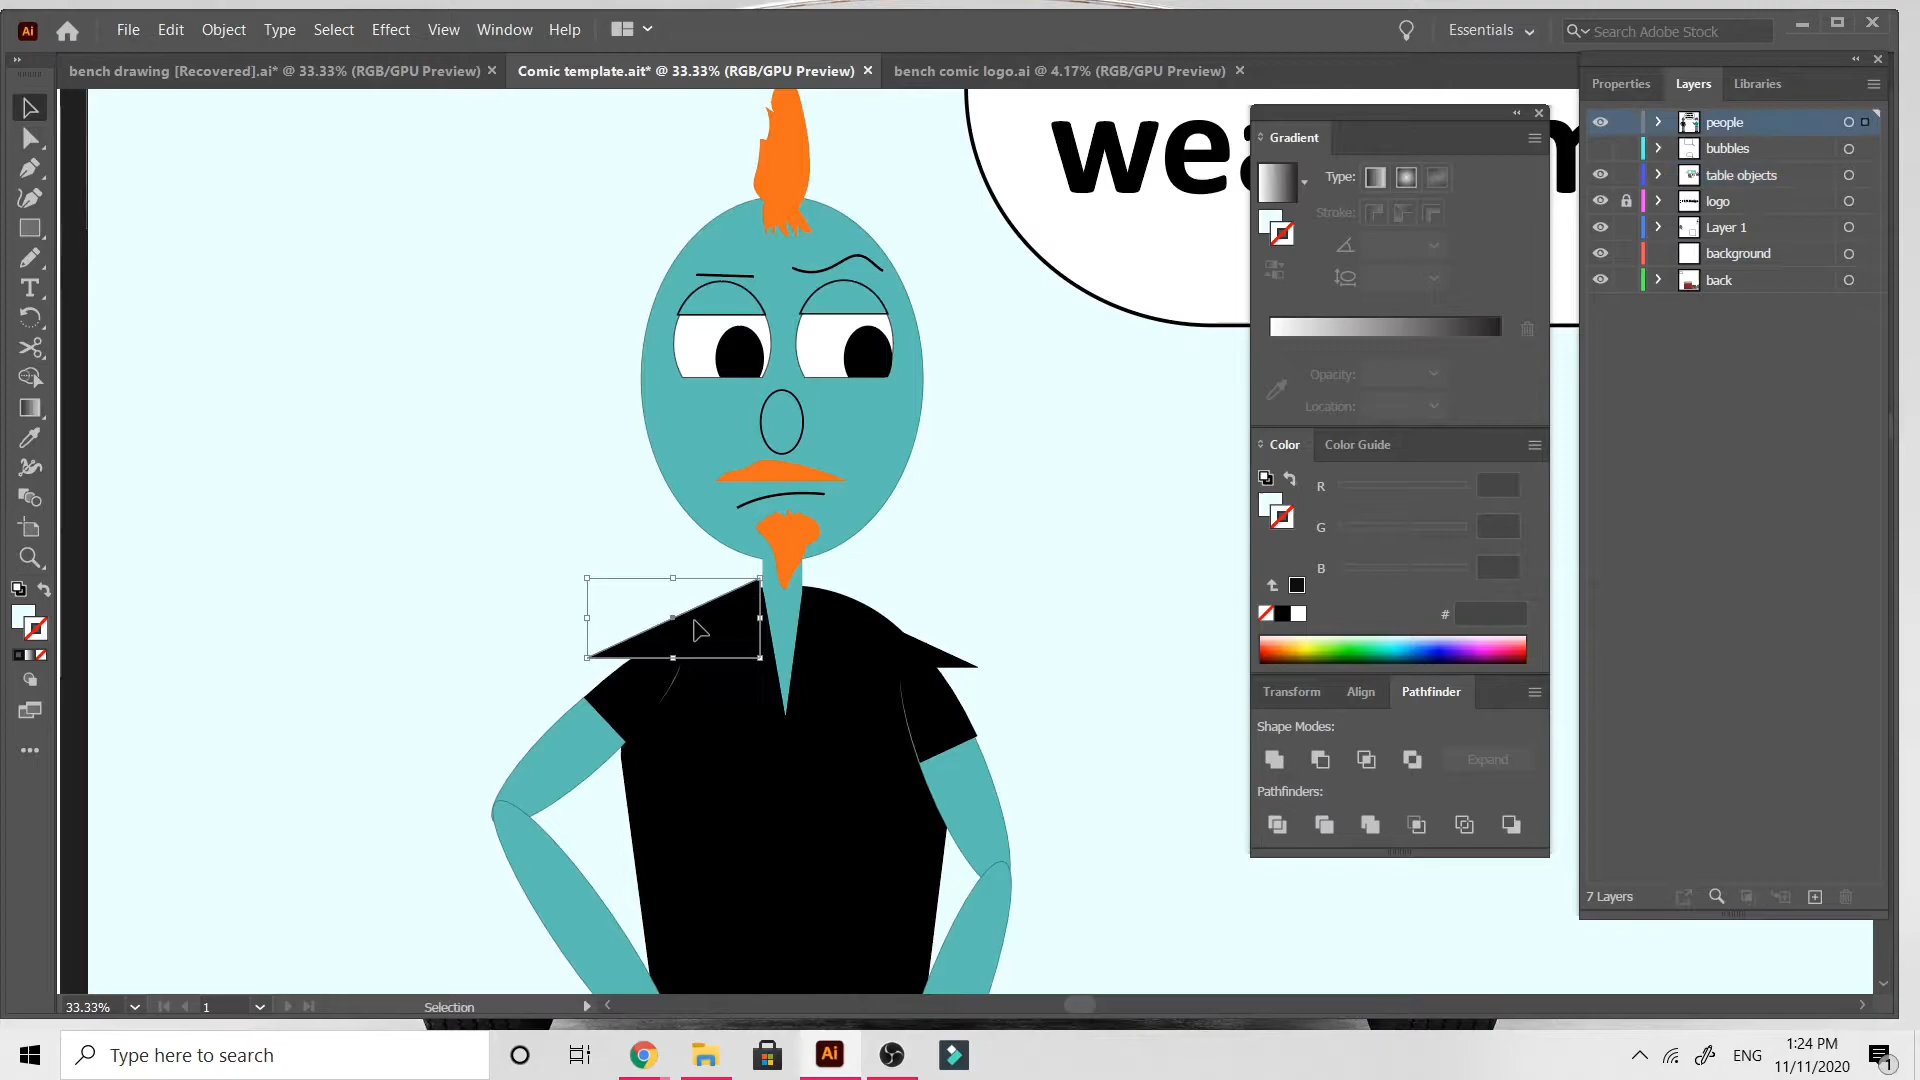 Ai File Edit Object Type Select Effect View Window Help Essentials Search Adobe Stock
bench drawing [Recovered].ai* @ 33.33% (RGB/GPU Preview) Comic template.ait* @ 33.33% (RGB/GPU Preview) bench comic logo.ai @ 4.17% (RGB/GPU Preview)
Properties Layers Libraries
people
bubbles
table objects
logo
Layer 1
background
back
7 Layers
Gradient
Type:
Stroke:
Opacity:
Location:
Color Color Guide
R
G
B
#
Transform Align Pathfinder
Shape Modes:
Expand
Pathfinders:
33.33% 1 Selection
Type here to search
Ai
ENG
1:24 PM
11/11/2020
1